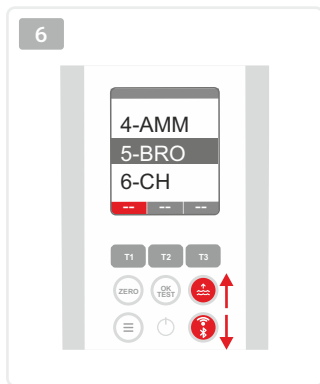 6
4-AMM
5-BRO
6-CH
-- -- --
T1 T2 T3
ZERO OK
TEST